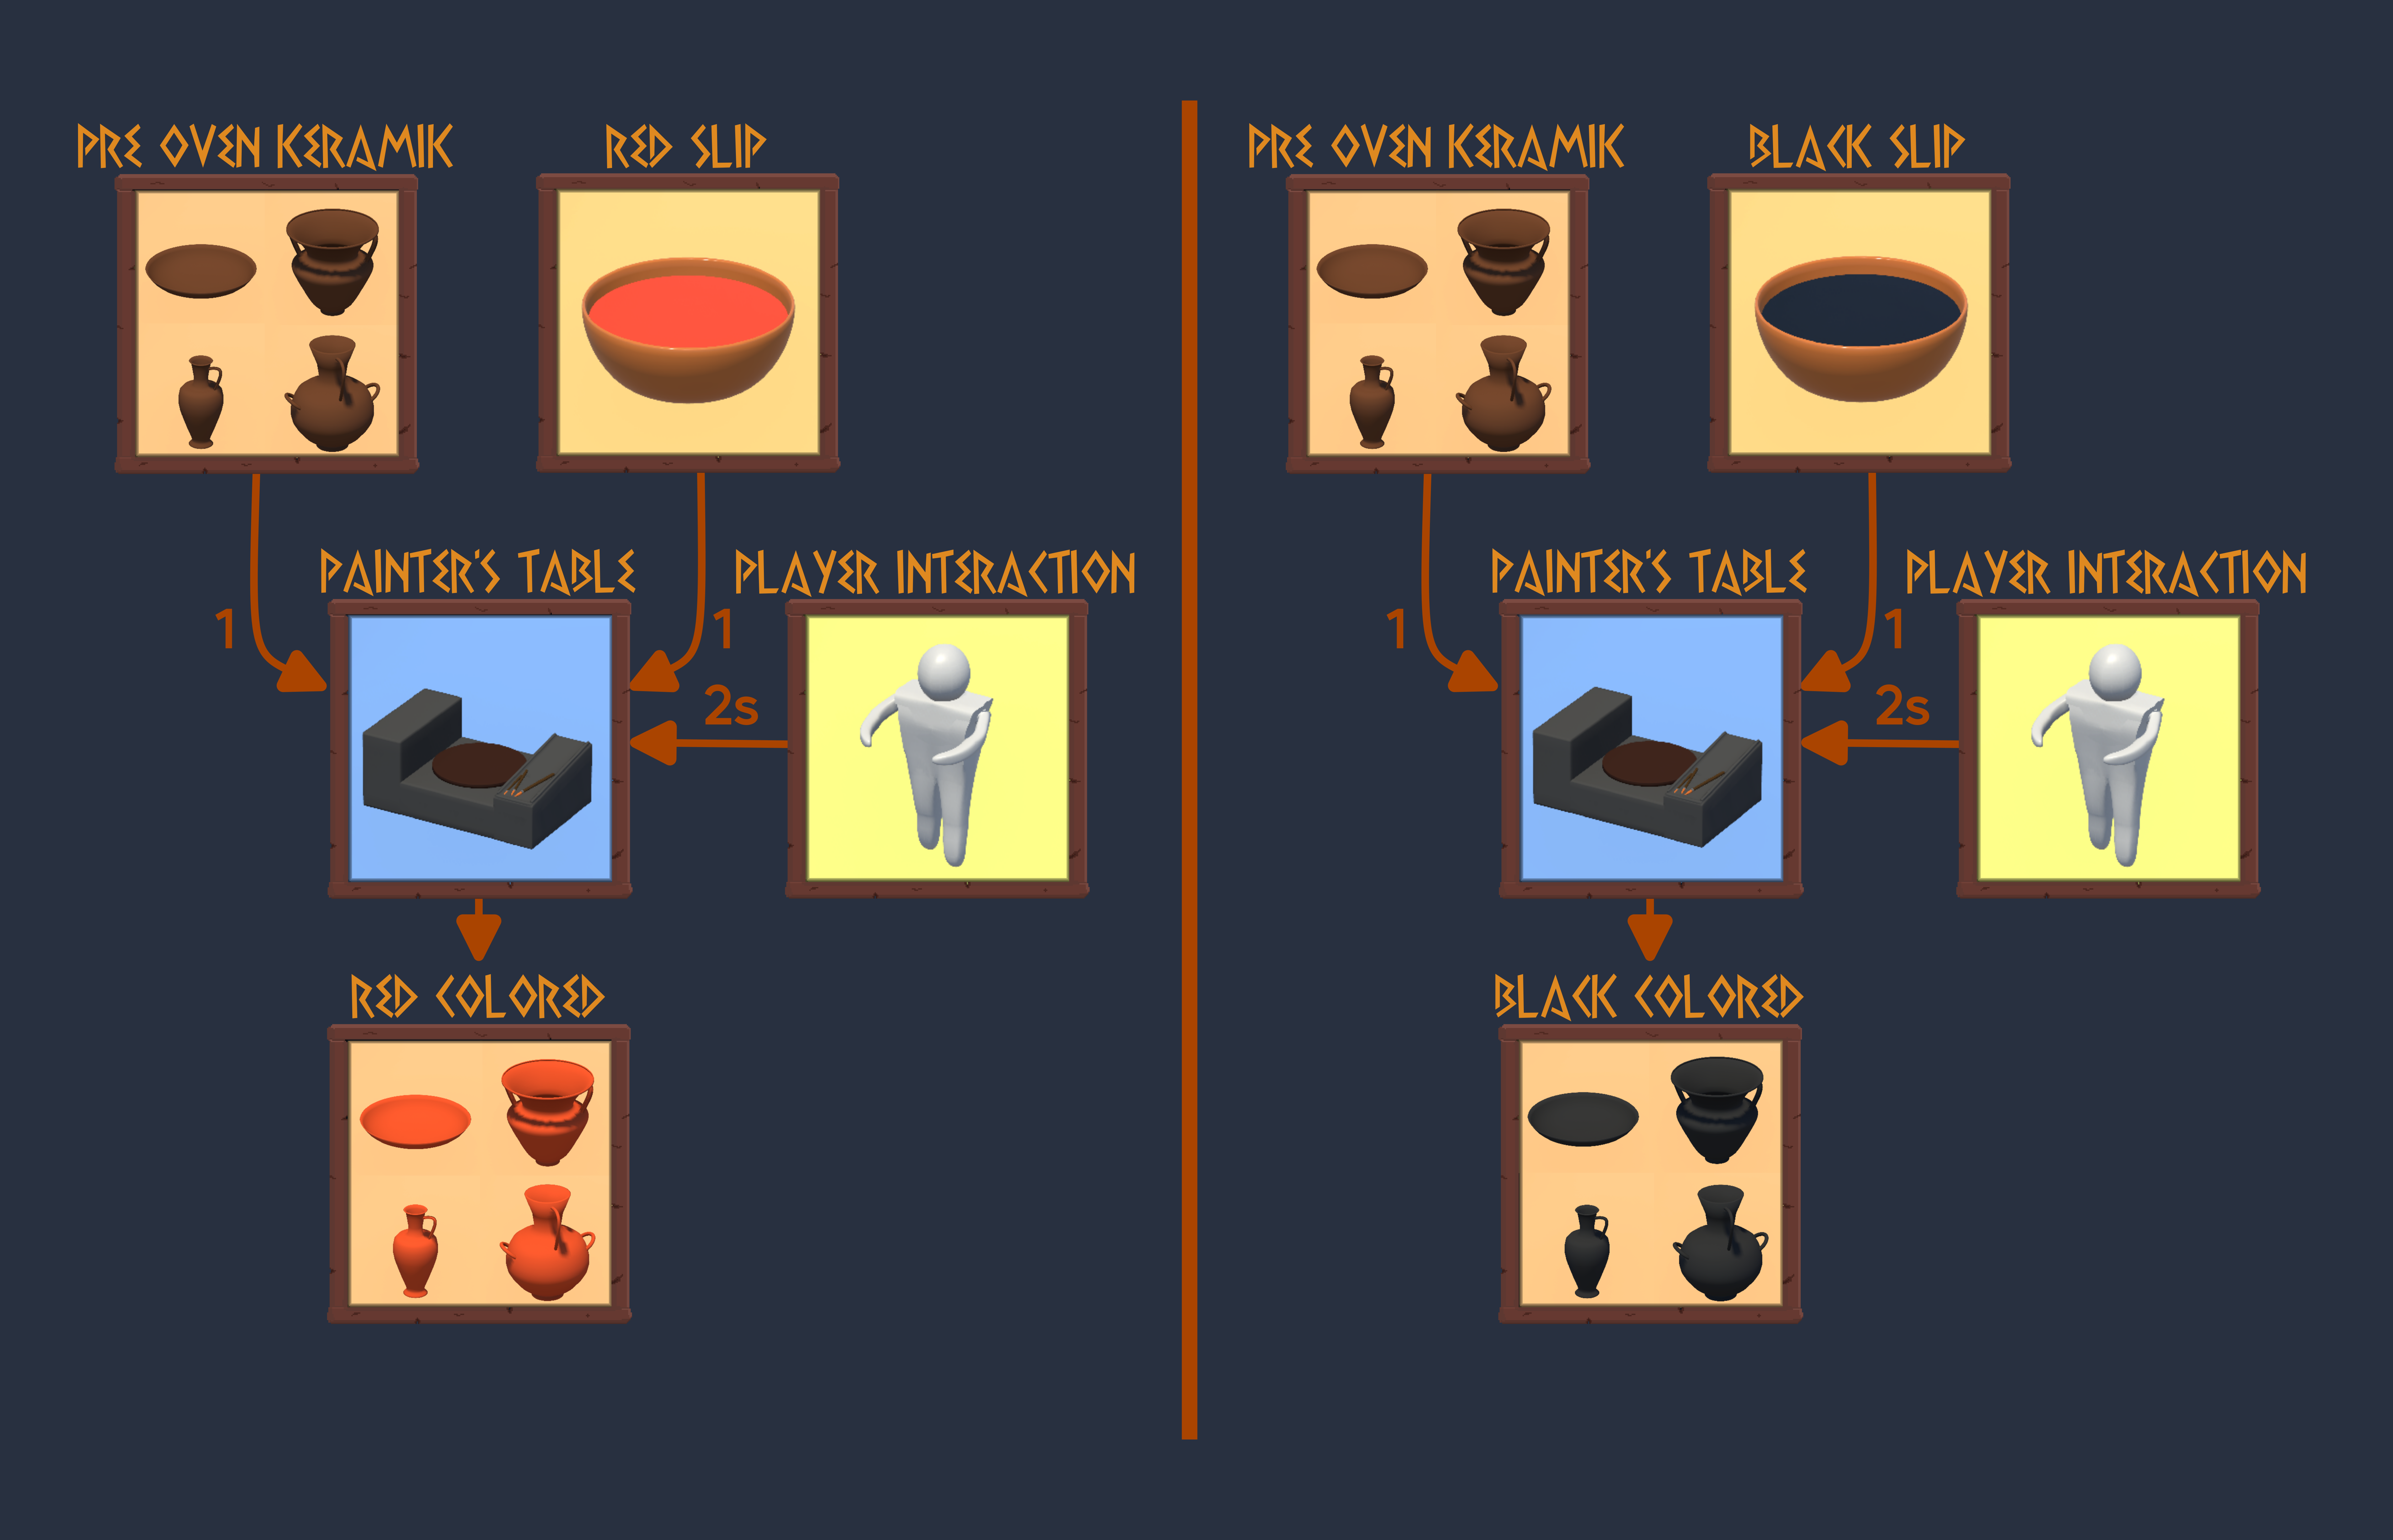 PRE OVEN KERAMIK
RED SLIP
1
1
PAINTER'S TABLE
PLAYER INTERACTION
2s
RED COLORED
PRE OVEN KERAMIK
BLACK SLIP
1
1
PAINTER'S TABLE
PLAYER INTERACTION
2s
BLACK COLORED